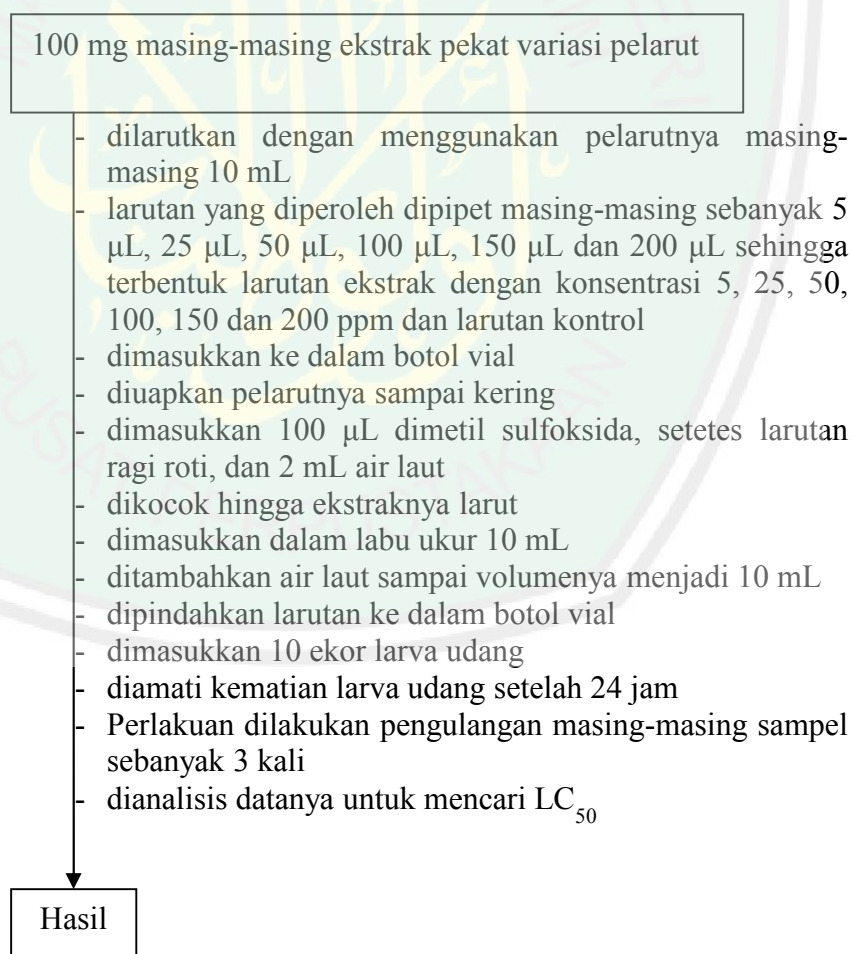 100 mg masing-masing ekstrak pekat variasi pelarut
- dilarutkan dengan menggunakan pelarutnya masing-
masing 10 mL
- larutan yang diperoleh dipipet masing-masing sebanyak 5
μL, 25 μL, 50 μL, 100 μL, 150 μL dan 200 μL sehingga
terbentuk larutan ekstrak dengan konsentrasi 5, 25, 50,
100, 150 dan 200 ppm dan larutan kontrol
- dimasukkan ke dalam botol vial
- diuapkan pelarutnya sampai kering
- dimasukkan 100 μL dimetil sulfoksida, setetes larutan
ragi roti, dan 2 mL air laut
- dikocok hingga ekstraknya larut
- dimasukkan dalam labu ukur 10 mL
- ditambahkan air laut sampai volumenya menjadi 10 mL
- dipindahkan larutan ke dalam botol vial
- dimasukkan 10 ekor larva udang
- diamati kematian larva udang setelah 24 jam
- Perlakuan dilakukan pengulangan masing-masing sampel
sebanyak 3 kali
- dianalisis datanya untuk mencari LC50
Hasil